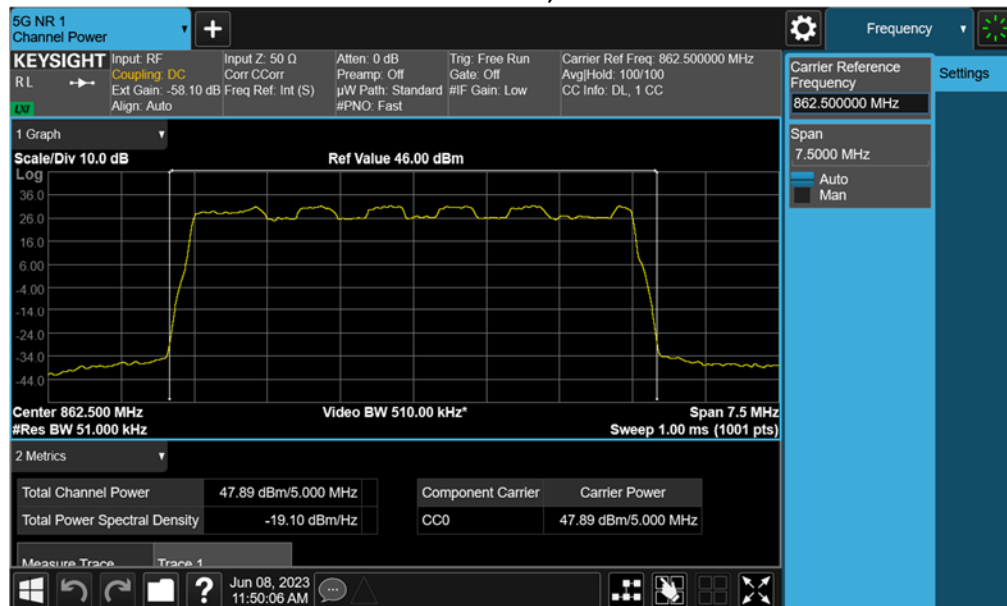 5G NR 1
Channel Power
+
Frequency
KEYSIGHT Input: RF Input Z: 50 Ω Atten: 0 dB Trig: Free Run Carrier Ref Freq: 862.500000 MHz
RL Coupling: DC Corr CCorr Preamp: Off Gate: Off Avg|Hold: 100/100
Ext Gain: -58.10 dB Freq Ref: Int (S) µW Path: Standard #IF Gain: Low CC Info: DL, 1 CC
LXI Align: Auto #PNO: Fast
Carrier Reference
Frequency
862.500000 MHz
Settings
Span
7.5000 MHz
Auto
Man
1 Graph
Scale/Div 10.0 dB Ref Value 46.00 dBm
Log
36.0
26.0
16.0
6.00
-4.00
-14.0
-24.0
-34.0
-44.0
Center 862.500 MHz Video BW 510.00 kHz* Span 7.5 MHz
#Res BW 51.000 kHz Sweep 1.00 ms (1001 pts)
2 Metrics
Total Channel Power 47.89 dBm/5.000 MHz Component Carrier Carrier Power
Total Power Spectral Density -19.10 dBm/Hz CC0 47.89 dBm/5.000 MHz
Measure Trace Trace 1
? Jun 08, 2023
11:50:06 AM